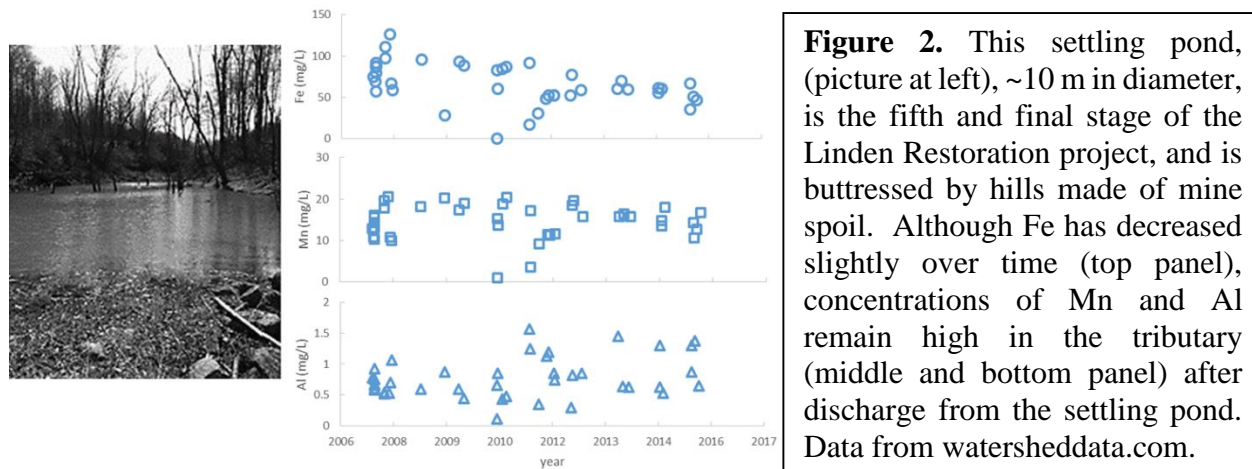 150
100
50
0
Fe (mg/L)
30
20
10
0
Mn (mg/L)
2
1.5
1
0.5
0
Al (mg/L)
2006 2008 2009 2010 2012 2013 2014 2016 2017
year
Figure 2. This settling pond,
(picture at left), ~10 m in diameter,
is the fifth and final stage of the
Linden Restoration project, and is
buttressed by hills made of mine
spoil. Although Fe has decreased
slightly over time (top panel),
concentrations of Mn and Al
remain high in the tributary
(middle and bottom panel) after
discharge from the settling pond.
Data from watersheddata.com.